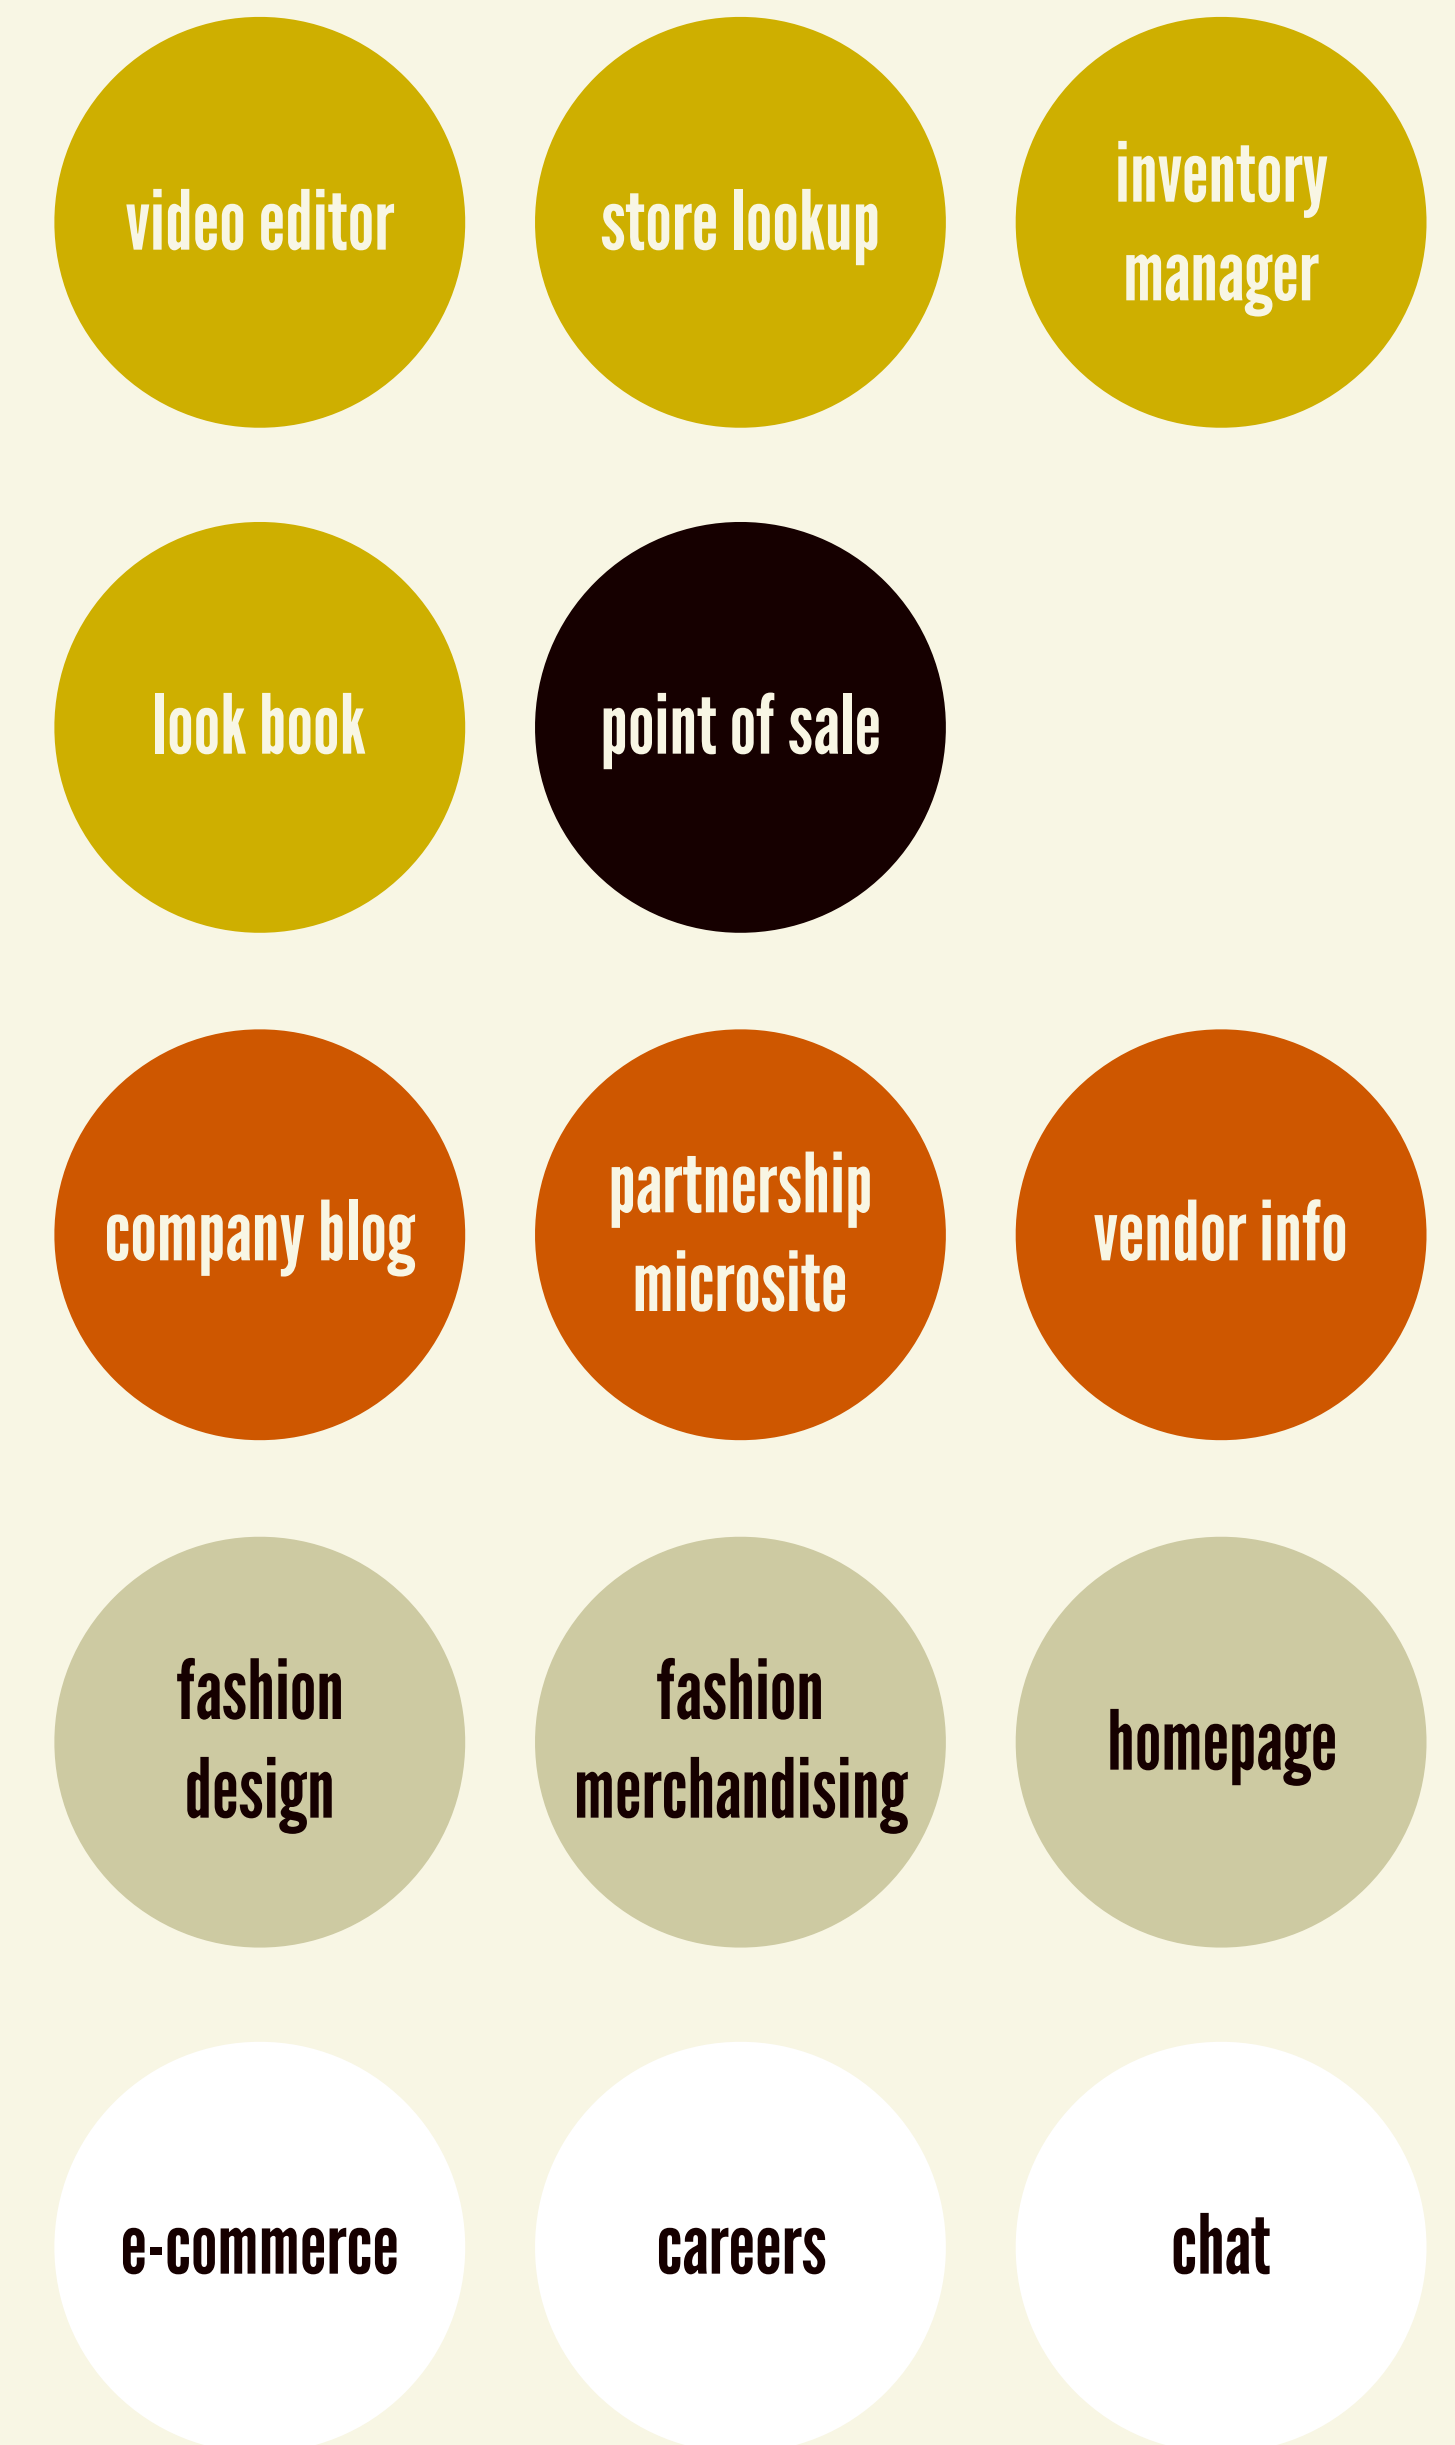 video editor
store lookup
inventory
manager
look book
point of sale
company blog
partnership
microsite
vendor info
fashion
design
fashion
merchandising
homepage
e-commerce
careers
chat